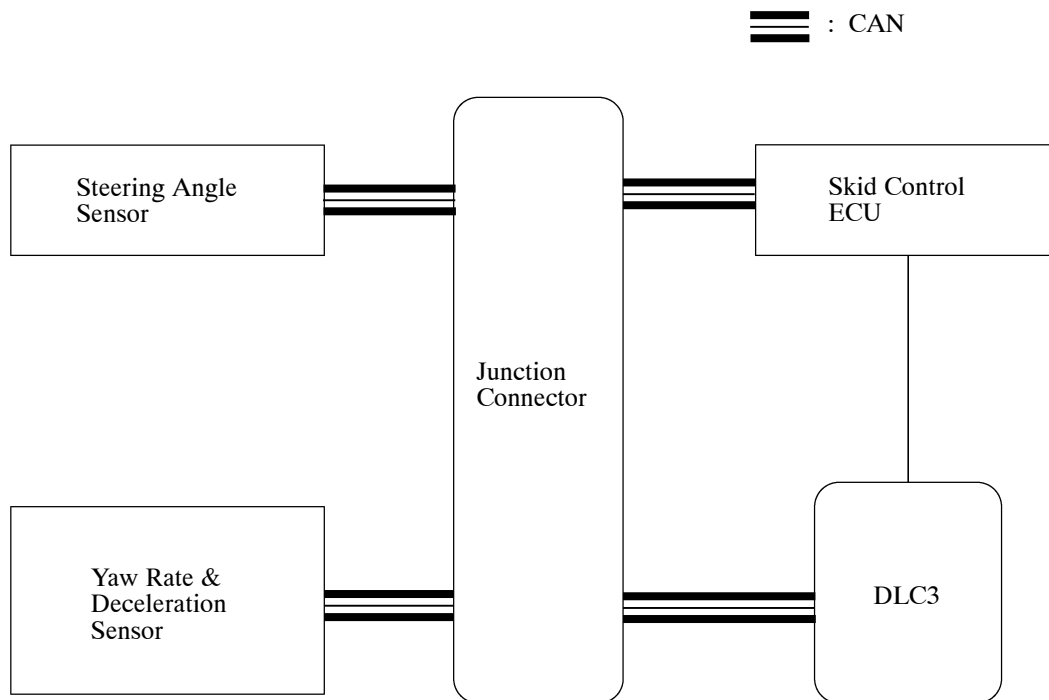 : CAN
Steering Angle
Sensor
Skid Control
ECU
Junction
Connector
Yaw Rate &
Deceleration
Sensor
DLC3